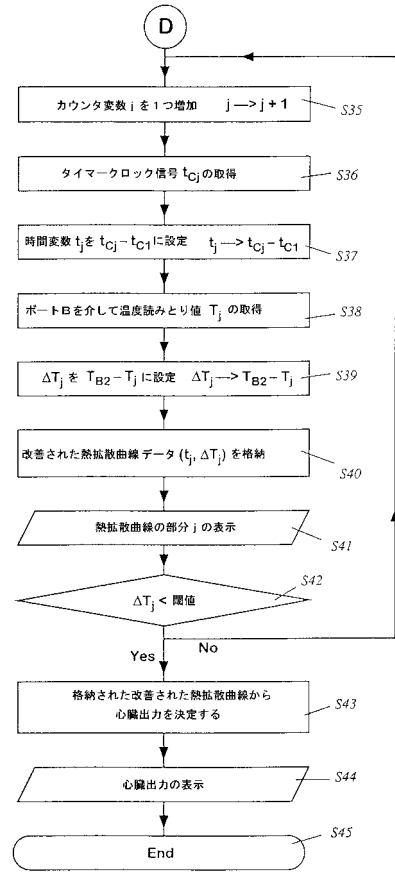 D
カウンタ変数 j を1つ増加 j —> j + 1
S35
タイマークロック信号 tCj の取得
S36
時間変数 tj を tCj – tC1 に設定 tj —> tCj – tC1
S37
ポートBを介して温度読みとり値 Tj の取得
S38
ΔTj を TB2 – Tj に設定 ΔTj —> TB2 – Tj
S39
改善された熱拡散曲線データ (tj, ΔTj) を格納
S40
熱拡散曲線の部分 j の表示
S41
ΔTj < 閾値
S42
Yes
No
格納された改善された熱拡散曲線から
心臓出力を決定する
S43
心臓出力の表示
S44
End
S45